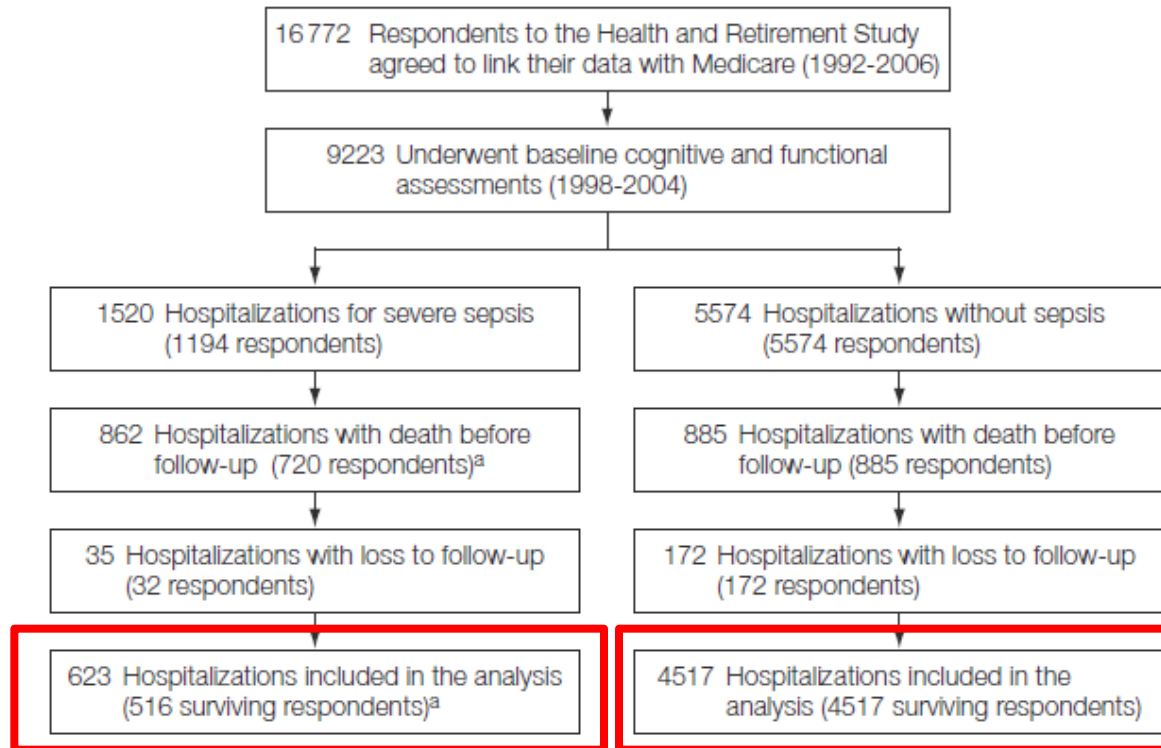 16 772 Respondents to the Health and Retirement Study
agreed to link their data with Medicare (1992-2006)
9223 Underwent baseline cognitive and functional
assessments (1998-2004)
1520 Hospitalizations for severe sepsis
(1194 respondents)
5574 Hospitalizations without sepsis
(5574 respondents)
862 Hospitalizations with death before
follow-up (720 respondents)ᵃ
885 Hospitalizations with death before
follow-up (885 respondents)
35 Hospitalizations with loss to follow-up
(32 respondents)
172 Hospitalizations with loss to follow-up
(172 respondents)
623 Hospitalizations included in the analysis
(516 surviving respondents)ᵃ
4517 Hospitalizations included in the
analysis (4517 surviving respondents)